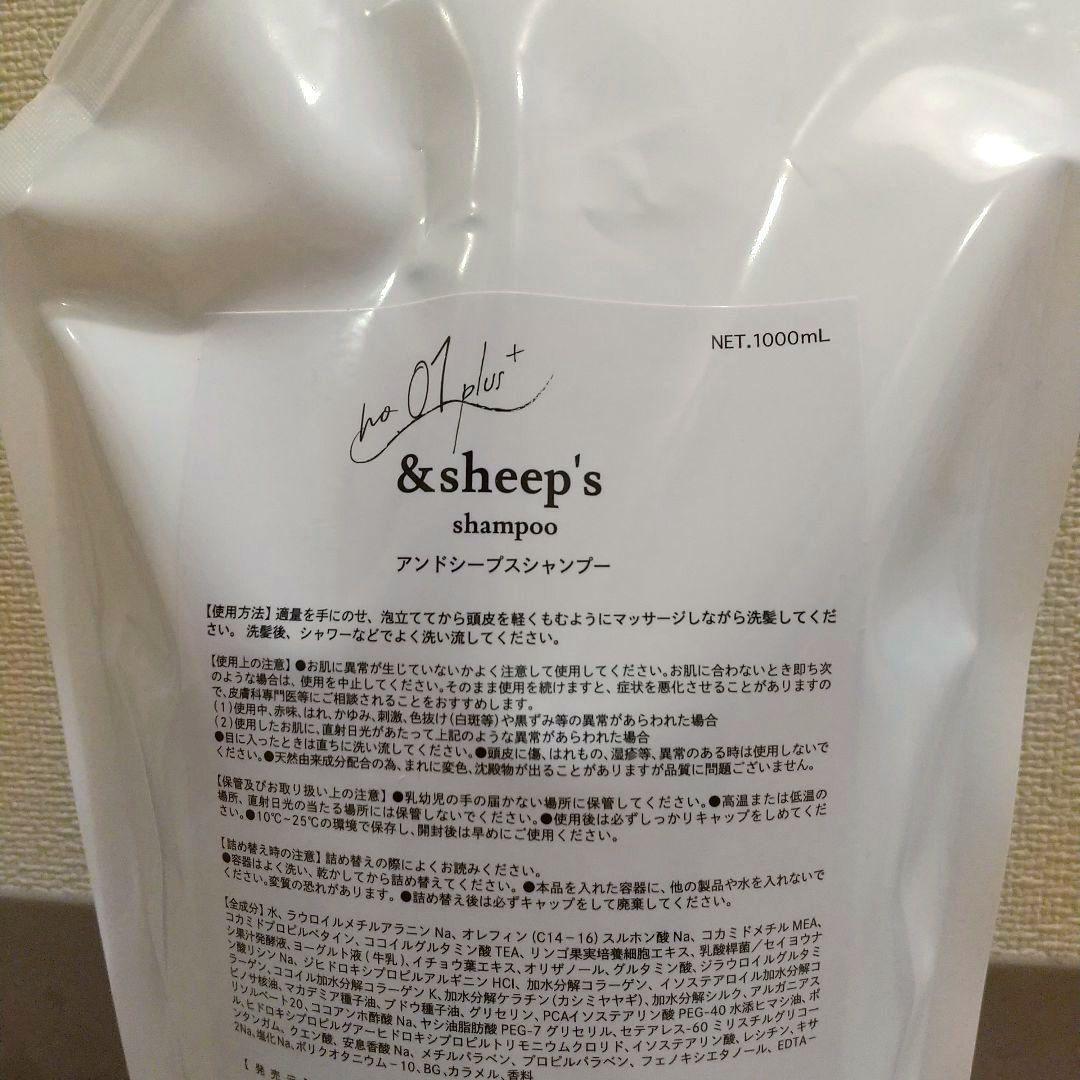 NET.1000mL
no.01plus+
&sheep's
shampoo
アンドシープスシャンプー
【使用方法】適量を手にのせ、泡立ててから頭皮を軽くもむようにマッサージしながら洗髪してくだ
さい。 洗髪後、シャワーなどでよく洗い流してください。
【使用上の注意】●お肌に異常が生じていないかよく注意して使用してください。お肌に合わないとき即ち次
のような場合は、使用を中止してください。そのまま使用を続けますと、症状を悪化させることがありますの
で、皮膚科専門医等にご相談されることをおすすめします。
(1)使用中、赤味、はれ、かゆみ、刺激、色抜け(白斑等)や黒ずみ等の異常があらわれた場合
(2)使用したお肌に、直射日光があたって上記のような異常があらわれた場合
●目に入ったときは直ちに洗い流してください。●頭皮に傷、はれもの、湿疹等、異常のある時は使用しないで
ください。●天然由来成分配合の為、まれに変色、沈殿物が出ることがありますが品質に問題ございません。
【保管及びお取り扱い上の注意】●乳幼児の手の届かない場所に保管してください。●高温または低温の
場所、直射日光の当たる場所には保管しないでください。●使用後は必ずしっかりキャップをしめてくだ
さい。●10℃~25℃の環境で保存し、開封後は早めにご使用ください。
【詰め替え時の注意】詰め替えの際によくお読みください。
●容器はよく洗い、乾かしてから詰め替えてください。●本品を入れた容器に、他の製品や水を入れないで
ください。変質の恐れがあります。●詰め替え後は必ずキャップをして廃棄してください。
【全成分】水、ラウロイルメチルアラニンNa、オレフィン(C14-16)スルホン酸Na、コカミドメチルMEA、
コカミドプロピルベタイン、ココイルグルタミン酸TEA、リンゴ果実培養細胞エキス、乳酸桿菌/セイヨウナ
シ果汁発酵液、ヨーグルト液(牛乳)、イチョウ葉エキス、オリザノール、グルタミン酸、ジラウロイルグルタミ
ン酸リシンNa、ジヒドロキシプロピルアルギニンHCl、加水分解コラーゲン、イソステアロイル加水分解コ
ラーゲン、ココイル加水分解コラーゲンK、加水分解ケラチン(カシミヤヤギ)、加水分解シルク、アルガニアス
ピノサ核油、マカデミア種子油、ブドウ種子油、グリセリン、PCAイソステアリン酸PEG-40水添ヒマシ油、ポ
リソルベート20、ココアンホ酢酸Na、ヤシ油脂肪酸PEG-7グリセリル、セテアレス-60ミリスチルグリコー
ル、ヒドロキシプロピルグアーヒドロキシプロピルトリモニウムクロリド、イソステアリン酸、レシチン、キサ
ンタンガム、クエン酸、安息香酸Na、メチルパラベン、プロピルパラベン、フェノキシエタノール、EDTA-
2Na、塩化Na、ポリクオタニウム-10、BG、カラメル、香料
【発売元